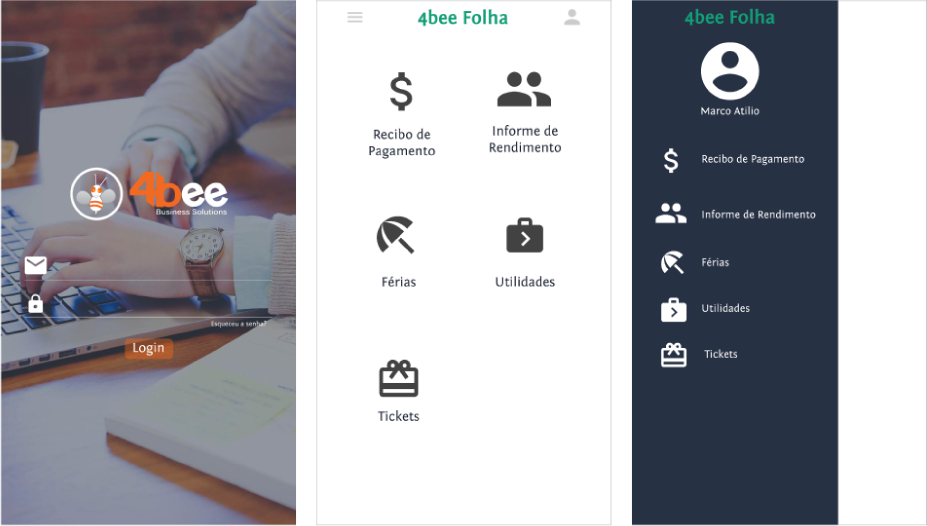 4bee
Business Solutions
Esqueceu a senha?
Login
4bee Folha
Recibo de
Pagamento
Informe de
Rendimento
Férias
Utilidades
Tickets
4bee Folha
Marco Atilio
Recibo de Pagamento
Informe de Rendimento
Férias
Utilidades
Tickets